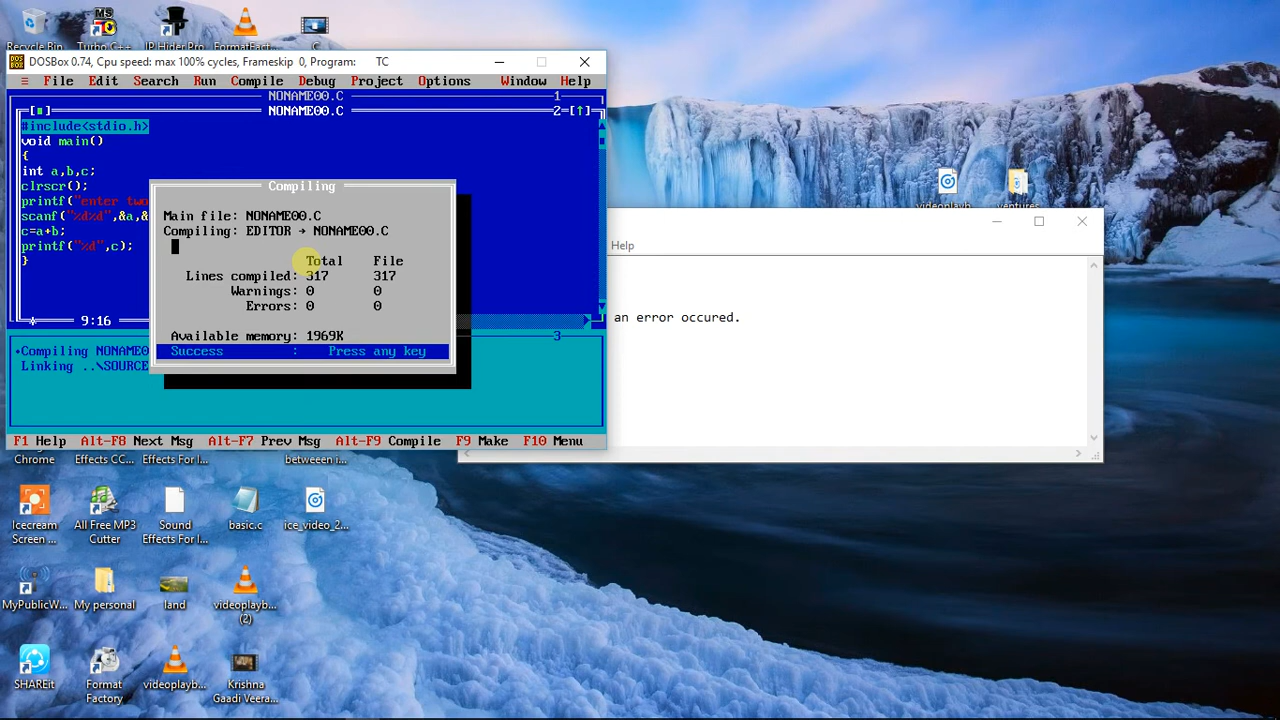 Recycle Bin
Turbo C++
IP Hider Pro
FormatFact...
C
DOSBox 0.74, Cpu speed: max 100% cycles, Frameskip 0, Program: TC
≡ File Edit Search Run Compile Debug Project Options Window Help
NONAME00.C 1
NONAME00.C 2
#include<stdio.h>
void main()
{
int a,b,c;
clrscr();
printf("enter two
scanf("%d%d",&a,&
c=a+b;
printf("%d",c);
}
9:16
Compiling
Main file: NONAME00.C
Compiling: EDITOR → NONAME00.C
Total File
Lines compiled: 317 317
Warnings: 0 0
Errors: 0 0
Available memory: 1969K
Success : Press any key
3
•Compiling NONAME0
Linking ..\SOURCE
F1 Help Alt-F8 Next Msg Alt-F7 Prev Msg Alt-F9 Compile F9 Make F10 Menu
Help
an error occured.
videoplayb...
ventures
Chrome
Effects CC...
Effects For I...
betweeen i...
Icecream Screen ...
All Free MP3 Cutter
Sound Effects For I...
basic.c
ice_video_2...
MyPublicW...
My personal
land
videoplayb... (2)
SHAREit
Format Factory
videoplayb...
Krishna Gaadi Veera...